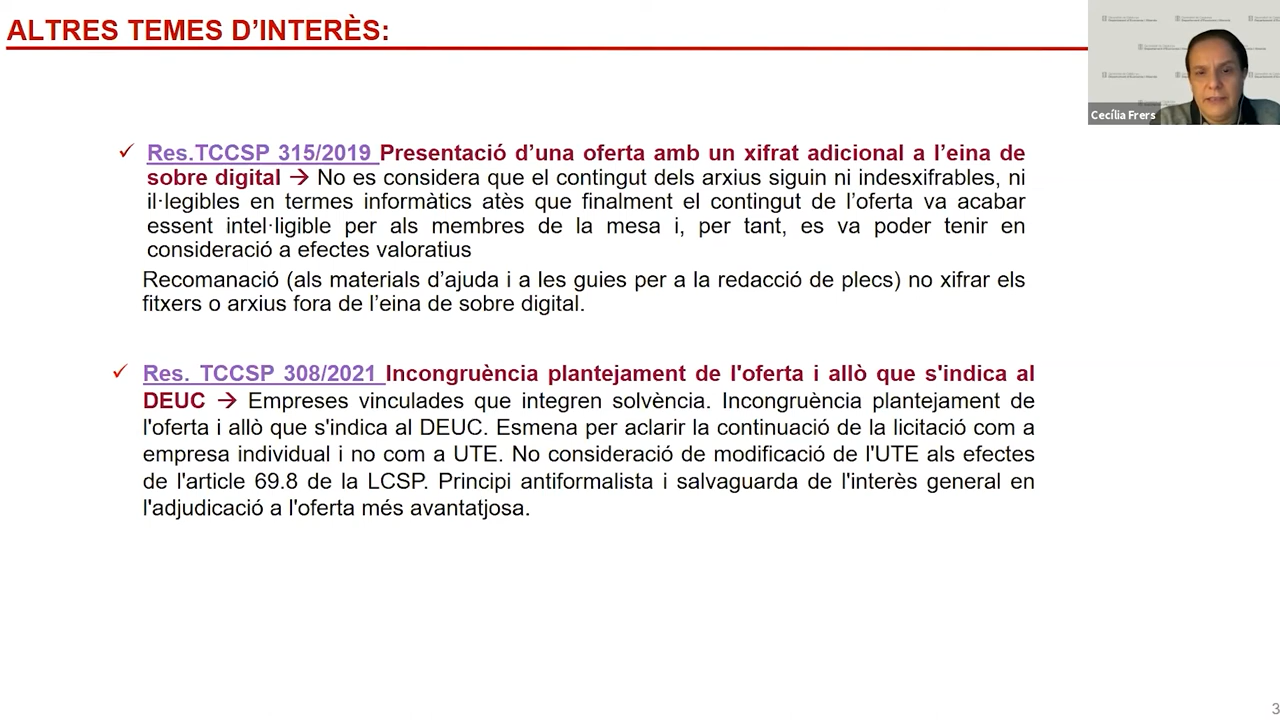 ALTRES TEMES D’INTERÈS:
Cecília Frers
✓ Res.TCCSP 315/2019 Presentació d’una oferta amb un xifrat adicional a l’eina de
sobre digital → No es considera que el contingut dels arxius siguin ni indesxifrables, ni
il·legibles en termes informàtics atès que finalment el contingut de l’oferta va acabar
essent intel·ligible per als membres de la mesa i, per tant, es va poder tenir en
consideració a efectes valoratius
Recomanació (als materials d’ajuda i a les guies per a la redacció de plecs) no xifrar els
fitxers o arxius fora de l’eina de sobre digital.
✓ Res. TCCSP 308/2021 Incongruència plantejament de l'oferta i allò que s'indica al
DEUC → Empreses vinculades que integren solvència. Incongruència plantejament de
l'oferta i allò que s'indica al DEUC. Esmena per aclarir la continuació de la licitació com a
empresa individual i no com a UTE. No consideració de modificació de l'UTE als efectes
de l'article 69.8 de la LCSP. Principi antiformalista i salvaguarda de l'interès general en
l'adjudicació a l'oferta més avantatjosa.
3